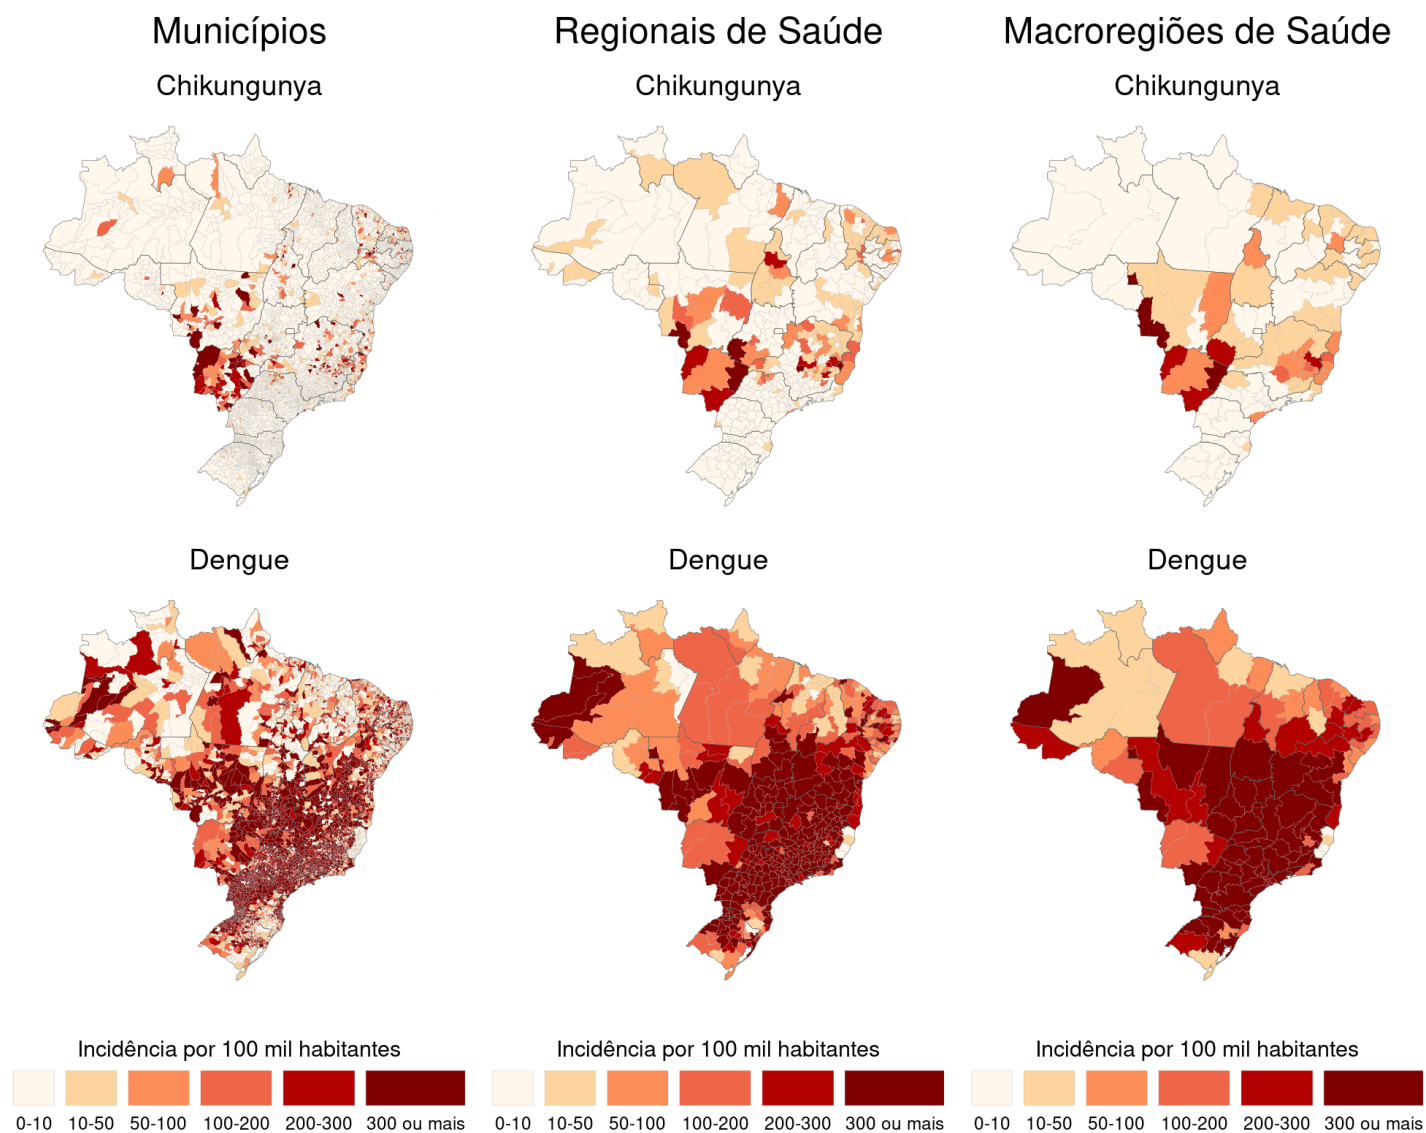 Municípios
Regionais de Saúde
Macroregiões de Saúde
Chikungunya
Chikungunya
Chikungunya
Dengue
Dengue
Dengue
Incidência por 100 mil habitantes
Incidência por 100 mil habitantes
Incidência por 100 mil habitantes
0-10 10-50 50-100 100-200 200-300 300 ou mais
0-10 10-50 50-100 100-200 200-300 300 ou mais
0-10 10-50 50-100 100-200 200-300 300 ou mais